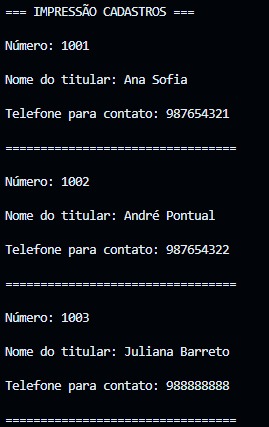 === IMPRESSÃO CADASTROS ===
Número: 1001
Nome do titular: Ana Sofia
Telefone para contato: 987654321
=================================
Número: 1002
Nome do titular: André Pontual
Telefone para contato: 987654322
=================================
Número: 1003
Nome do titular: Juliana Barreto
Telefone para contato: 988888888
=================================